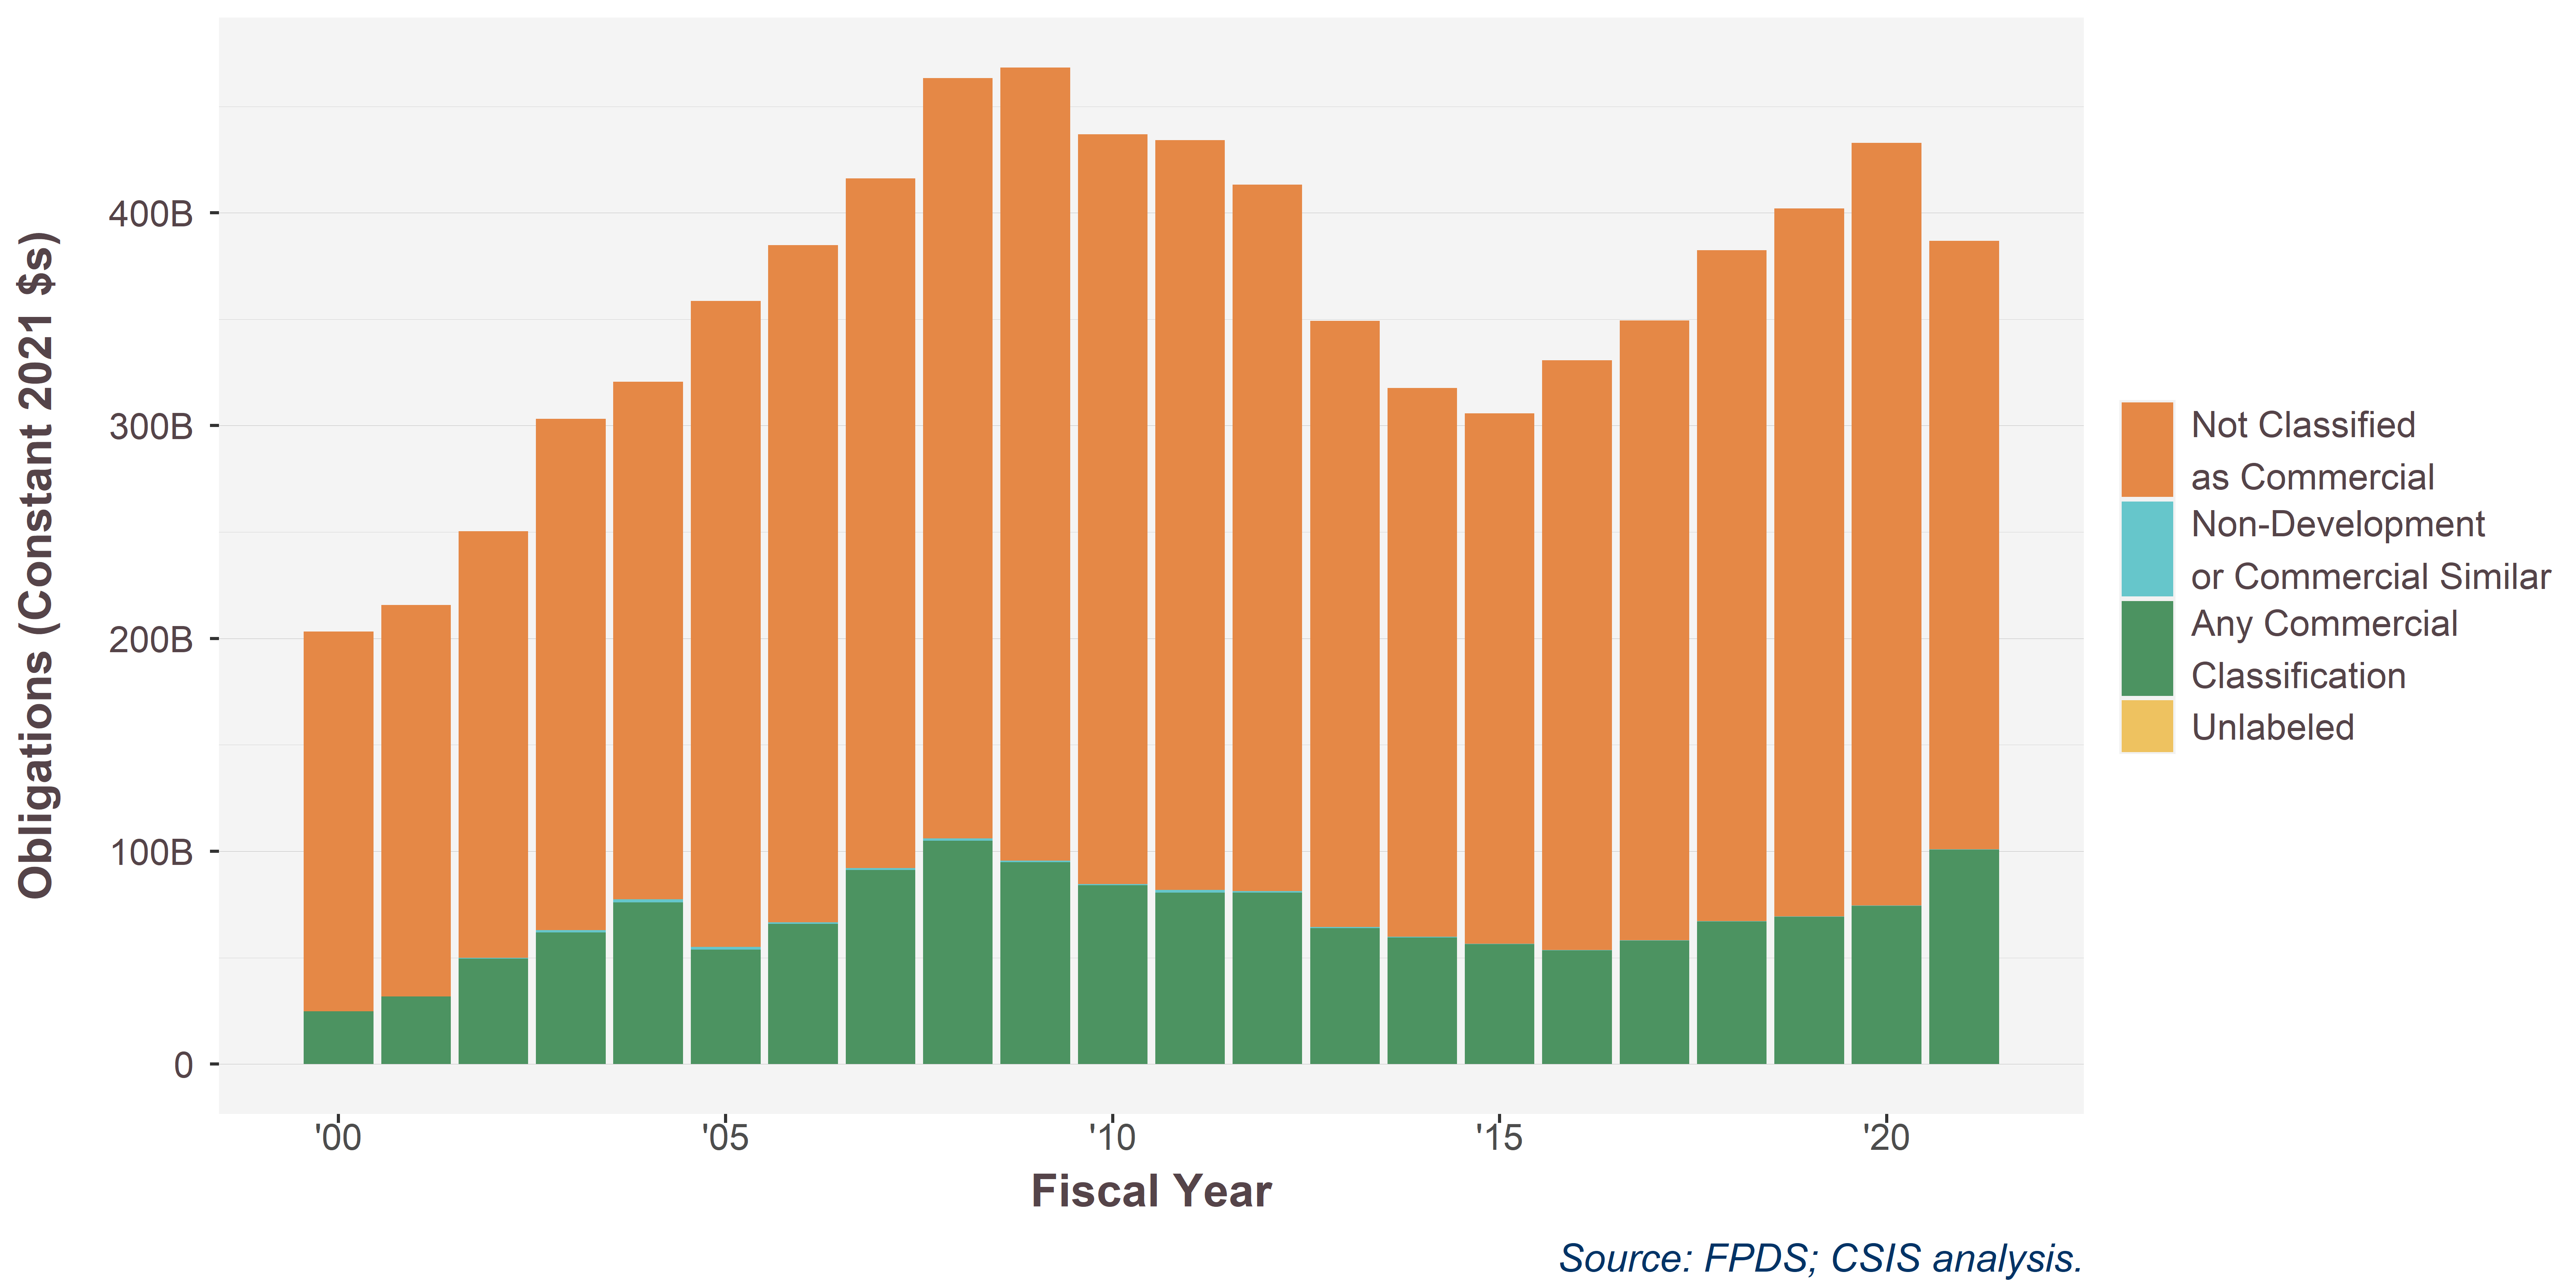 Obligations (Constant 2021 $s)
400B
300B
200B
100B
0
'00
'05
'10
'15
'20
Fiscal Year
Not Classified
as Commercial
Non-Development
or Commercial Similar
Any Commercial
Classification
Unlabeled
Source: FPDS; CSIS analysis.